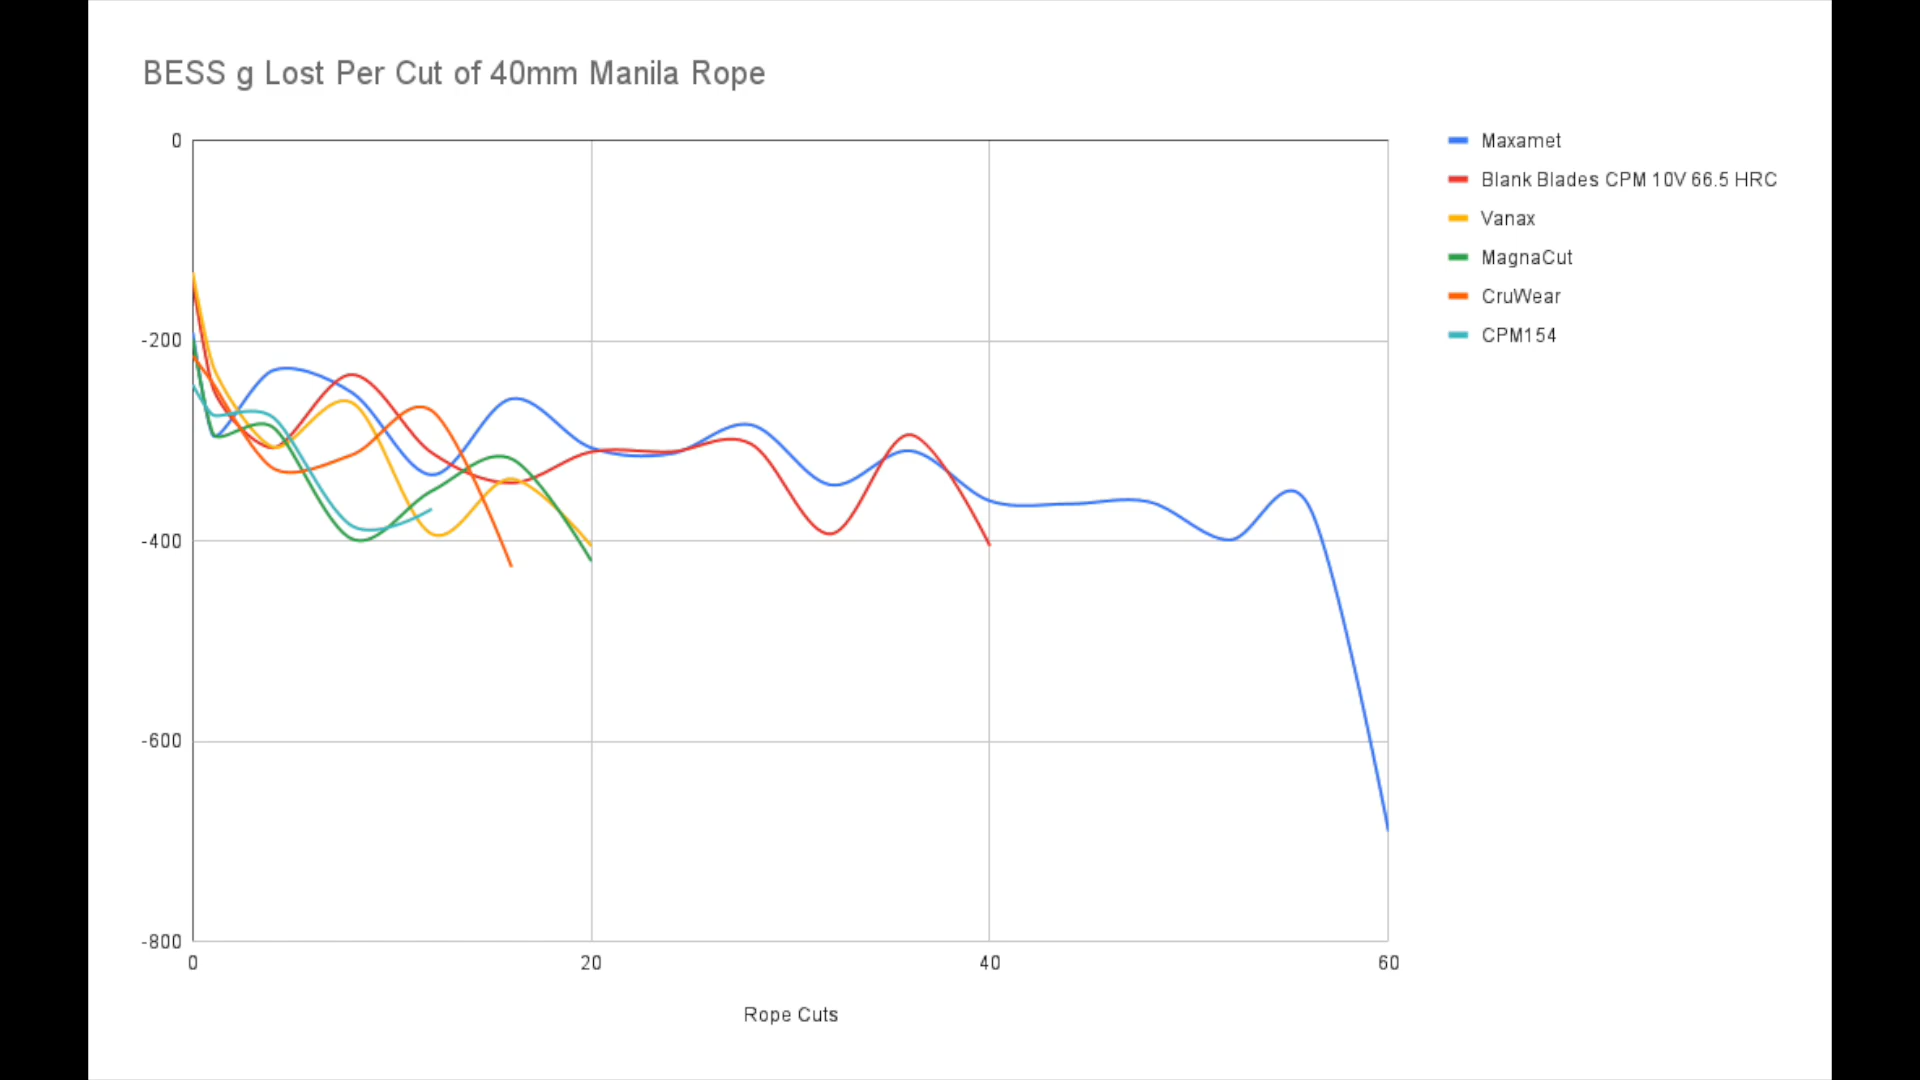 BESS g Lost Per Cut of 40mm Manila Rope
0
-200
-400
-600
-800
0
20
40
60
Rope Cuts
Maxamet
Blank Blades CPM 10V 66.5 HRC
Vanax
MagnaCut
CruWear
CPM154